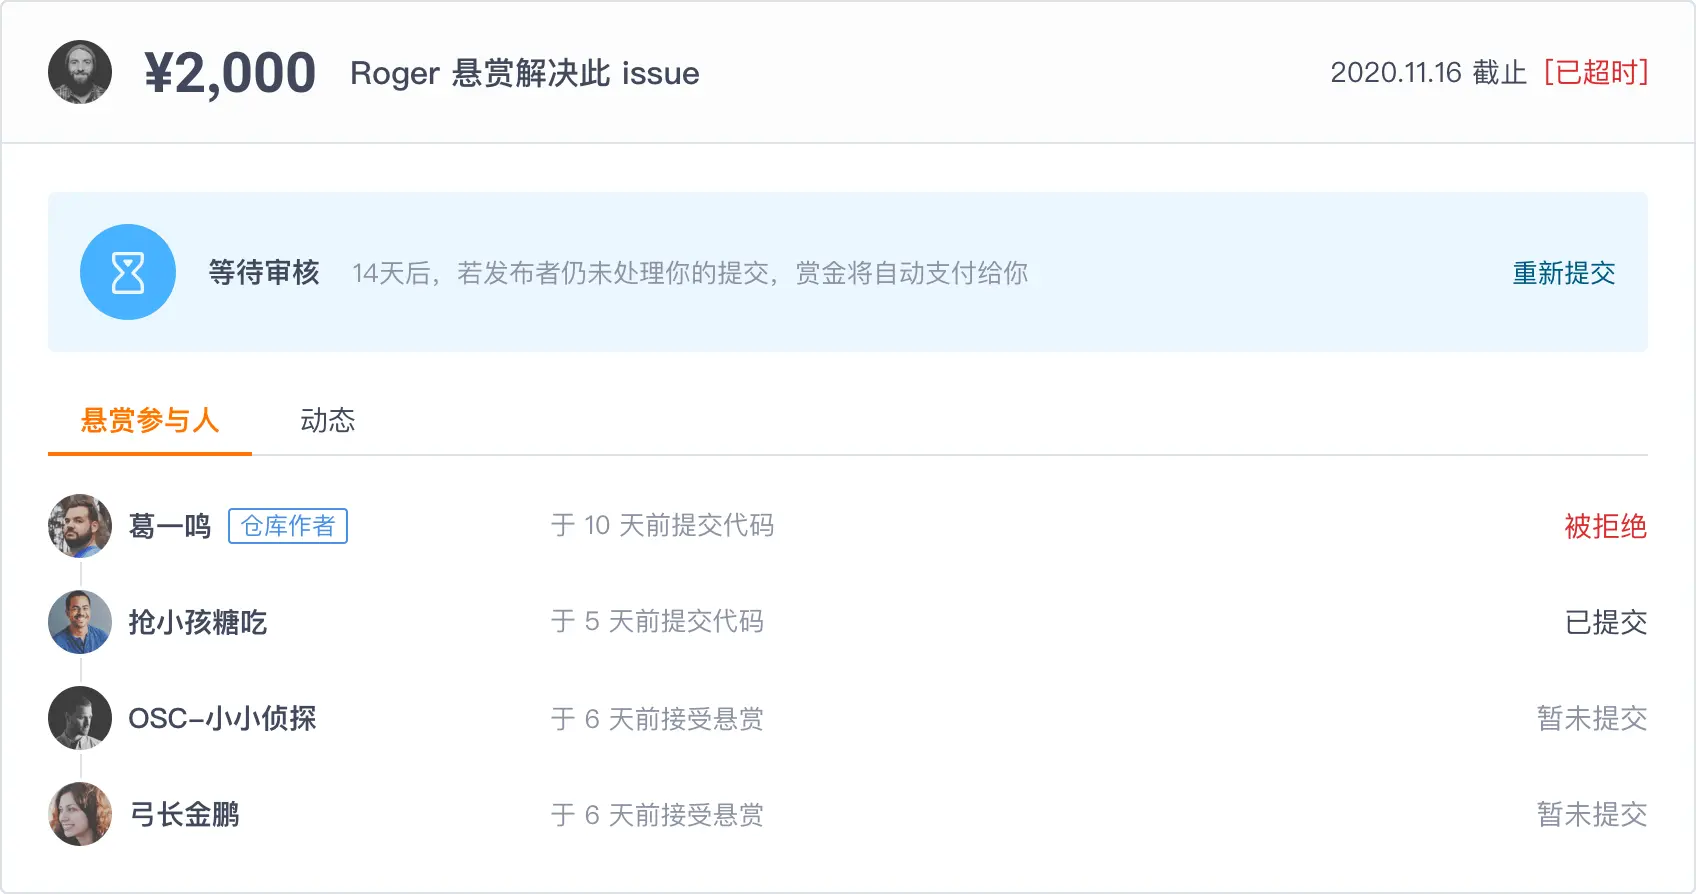 ¥2,000 Roger 悬赏解决此 issue 2020.11.16 截止 [已超时]
等待审核 14天后，若发布者仍未处理你的提交，赏金将自动支付给你 重新提交
悬赏参与人 动态
葛一鸣 仓库作者 于 10 天前提交代码 被拒绝
抢小孩糖吃 于 5 天前提交代码 已提交
OSC-小小侦探 于 6 天前接受悬赏 暂未提交
弓长金鹏 于 6 天前接受悬赏 暂未提交